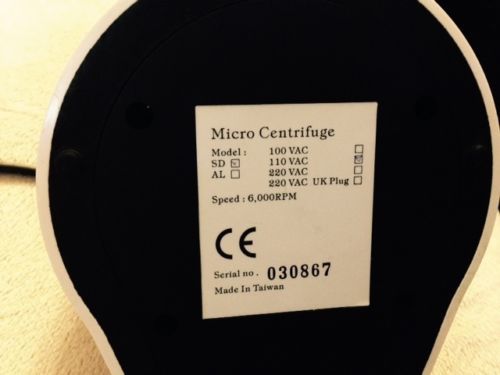 Micro Centrifuge
Model : 100 VAC
SD 110 VAC
AL 220 VAC
220 VAC UK Plug
Speed : 6,000RPM
CE
Serial no . 030867
Made In Taiwan